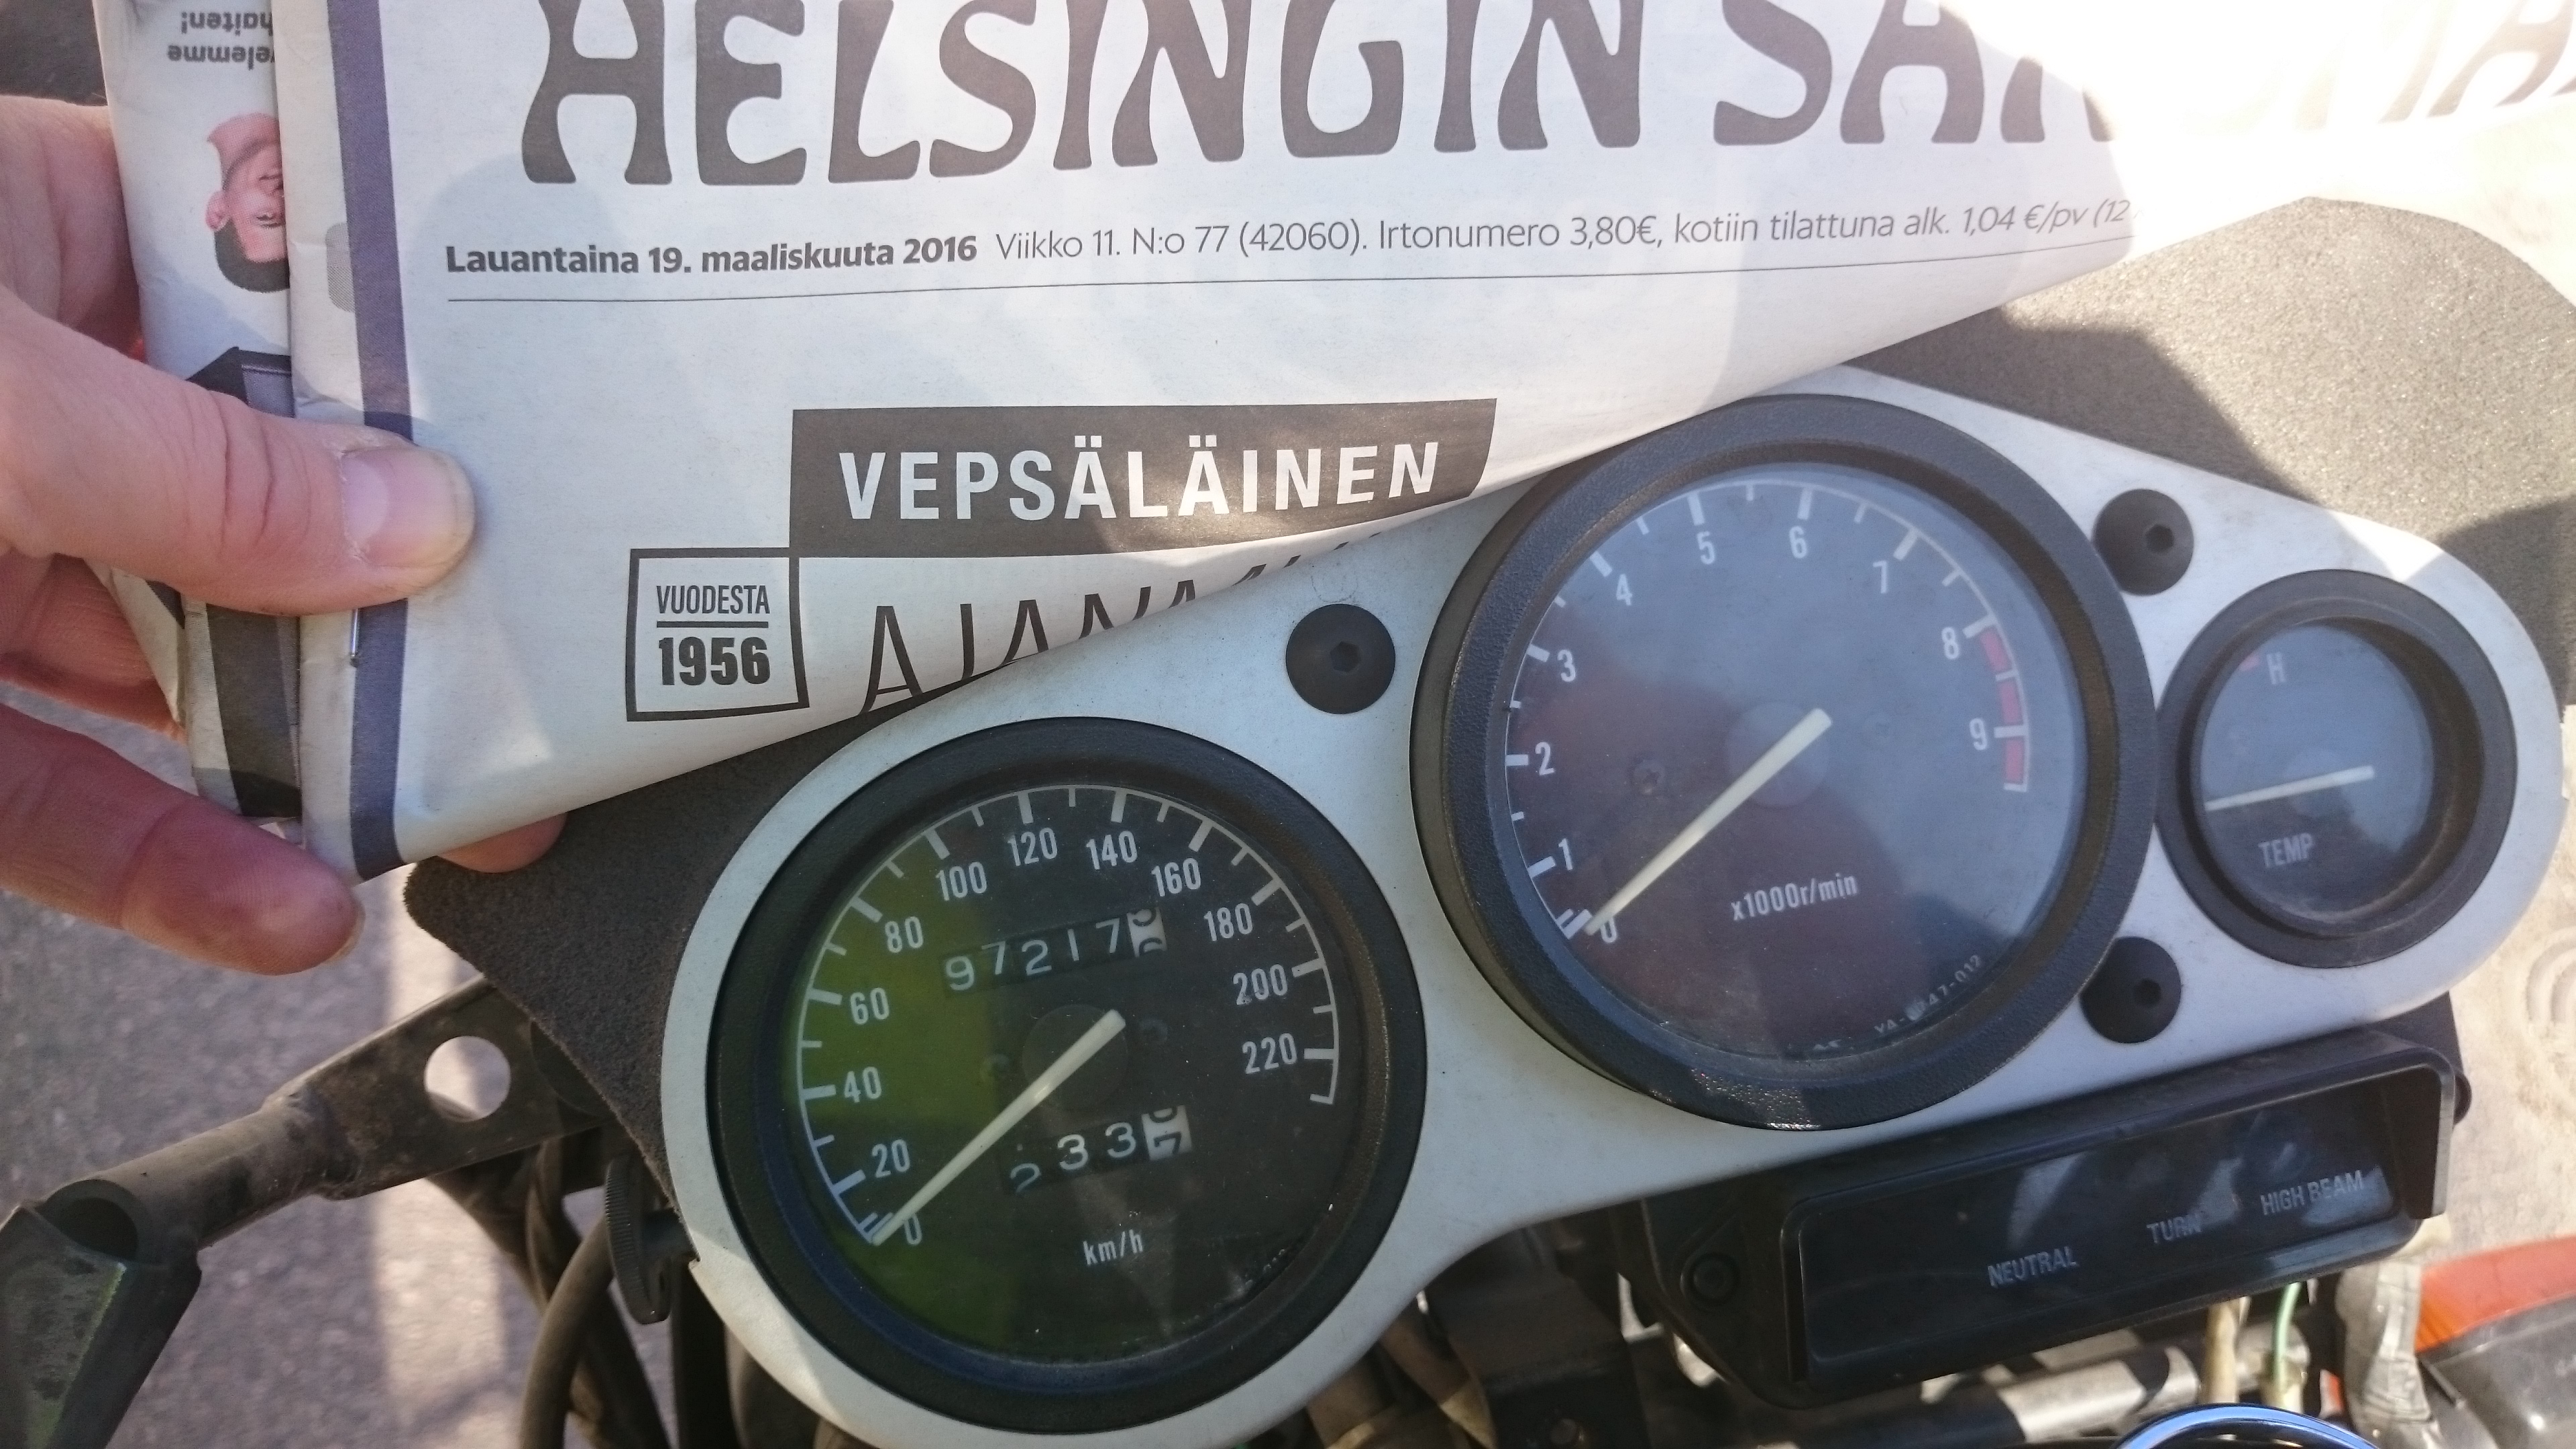 HELSINGIN
Lauantaina 19. maaliskuuta 2016 Viikko 11. N:o 77 (42060). Irtonumero 3,80€, kotiin tilattuna alk. 1,04 €/pv (12
VEPSÄLÄINEN
VUODESTA
1956
0 1 2 3 4 5 6 7 8 9
x1000r/min
H
TEMP
0 20 40 60 80 100 120 140 160 180 200 220
97217
233
km/h
NEUTRAL
TURN
HIGH BEAM